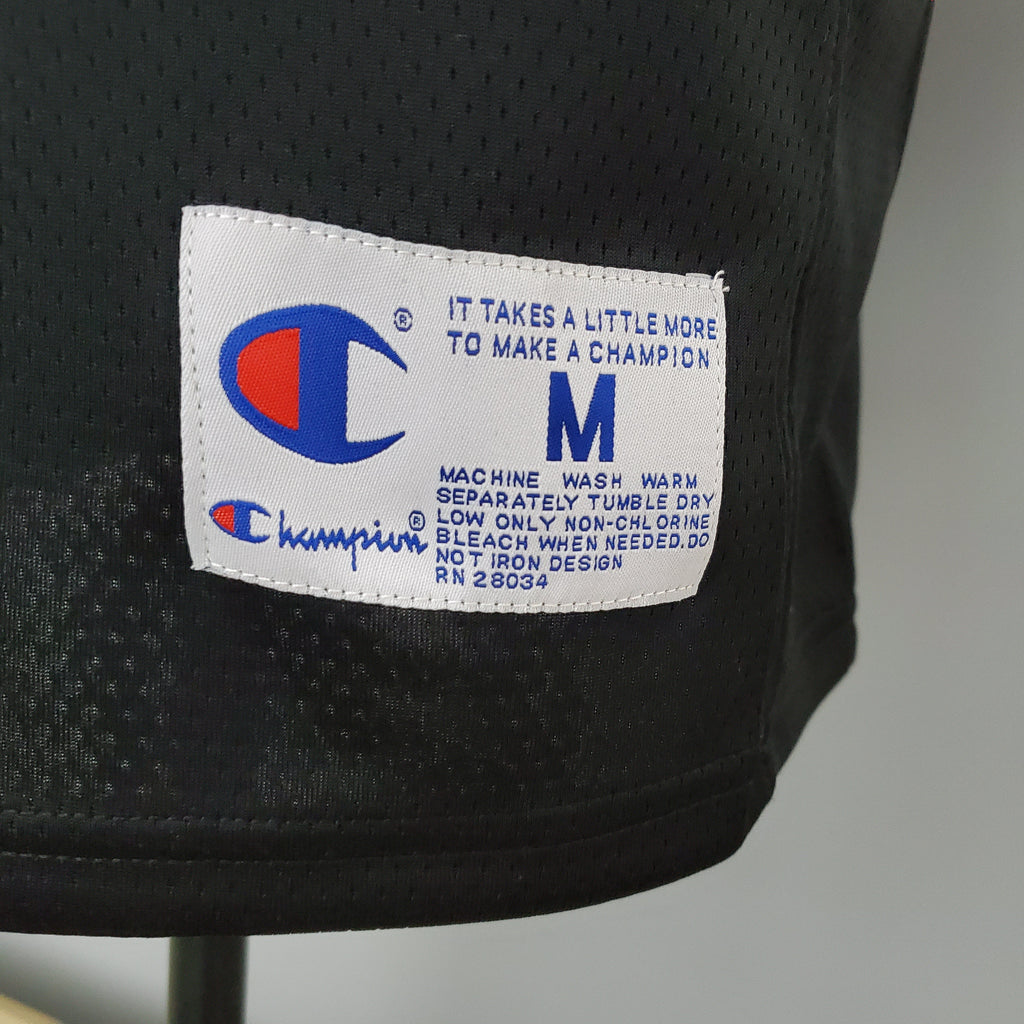 ®
IT TAKES A LITTLE MORE
TO MAKE A CHAMPION
M
MACHINE WASH WARM
SEPARATELY TUMBLE DRY
LOW ONLY NON-CHLORINE
BLEACH WHEN NEEDED.DO
NOT IRON DESIGN
RN 28034
Champion®